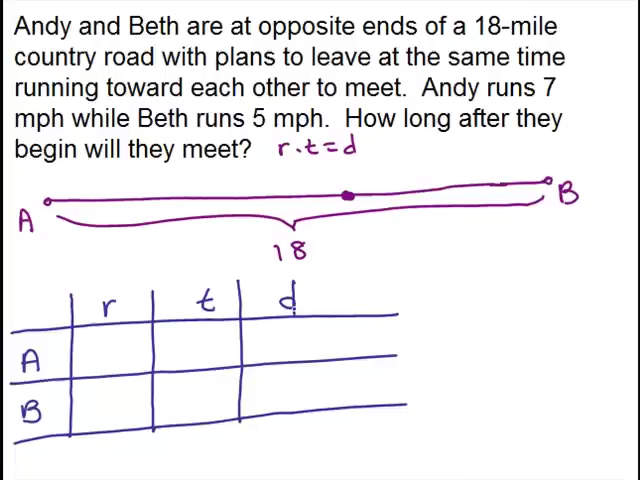 Andy and Beth are at opposite ends of a 18-mile
country road with plans to leave at the same time
running toward each other to meet. Andy runs 7
mph while Beth runs 5 mph. How long after they
begin will they meet? r·t=d
A B
18
r t d
A
B